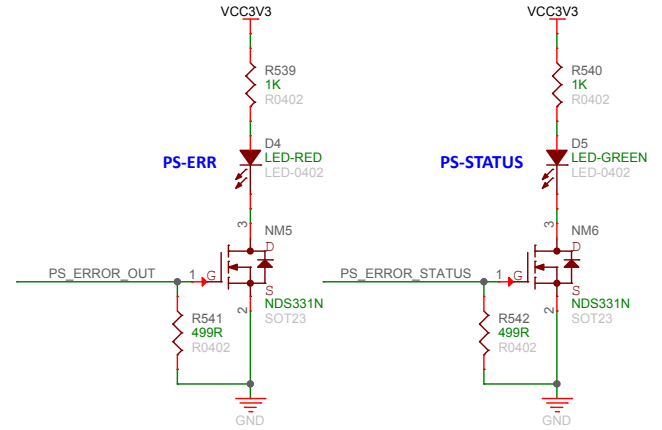 VCC3V3
VCC3V3
R539
1K
R0402
R540
1K
R0402
D4
LED-RED
LED-0402
PS-ERR
D5
LED-GREEN
LED-0402
PS-STATUS
3
NM5
D
3
NM6
D
PS_ERROR_OUT
1
G
PS_ERROR_STATUS
1
G
S
2
NDS331N
SOT23
S
2
NDS331N
SOT23
R541
499R
R0402
R542
499R
R0402
GND
GND